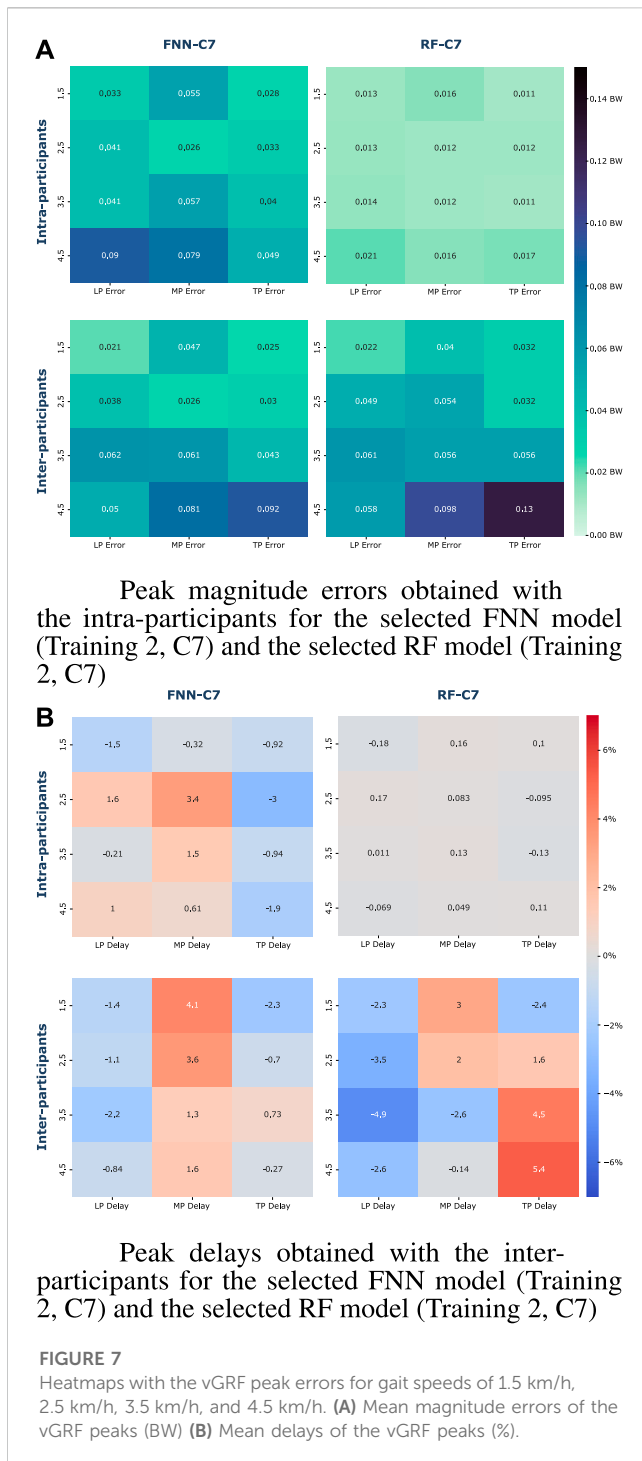 A
FNN-C7
RF-C7
Intra-participants
1.5
0,033 0,055 0,028
0.013 0.016 0.011
2.5
0,041 0,026 0,033
0.013 0.012 0.012
3.5
0,041 0,057 0,04
0.014 0.012 0.011
4.5
0,09 0,079 0,049
0.021 0.016 0.017
LP Error MP Error TP Error
LP Error MP Error TP Error
Inter-participants
1.5
0.021 0.047 0.025
0.022 0.04 0.032
2.5
0.038 0.026 0.03
0.049 0.054 0.032
3.5
0.062 0.061 0.043
0.061 0.056 0.056
4.5
0.05 0.081 0.092
0.058 0.098 0.13
LP Error MP Error TP Error
LP Error MP Error TP Error
0.14 BW
0.12 BW
0.10 BW
0.08 BW
0.06 BW
0.04 BW
0.02 BW
0.00 BW
Peak magnitude errors obtained with
the intra-participants for the selected FNN model
(Training 2, C7) and the selected RF model (Training
2, C7)
B
FNN-C7
RF-C7
Intra-participants
1.5
-1,5 -0,32 -0,92
-0.18 0.16 0.1
2.5
1,6 3,4 -3
0.17 0.083 -0.095
3.5
-0,21 1,5 -0,94
0.011 0.13 -0.13
4.5
1 0,61 -1,9
-0.069 0.049 0.11
LP Delay MP Delay TP Delay
LP Delay MP Delay TP Delay
Inter-participants
1.5
-1.4 4.1 -2.3
-2.3 3 -2.4
2.5
-1.1 3.6 -0.7
-3.5 2 1.6
3.5
-2.2 1.3 0.73
-4.9 -2.6 4.5
4.5
-0.84 1.6 -0.27
-2.6 -0.14 5.4
LP Delay MP Delay TP Delay
LP Delay MP Delay TP Delay
6%
4%
2%
0%
−2%
−4%
−6%
Peak delays obtained with the inter-
participants for the selected FNN model (Training
2, C7) and the selected RF model (Training 2, C7)
FIGURE 7
Heatmaps with the vGRF peak errors for gait speeds of 1.5 km/h,
2.5 km/h, 3.5 km/h, and 4.5 km/h. (A) Mean magnitude errors of the
vGRF peaks (BW) (B) Mean delays of the vGRF peaks (%).